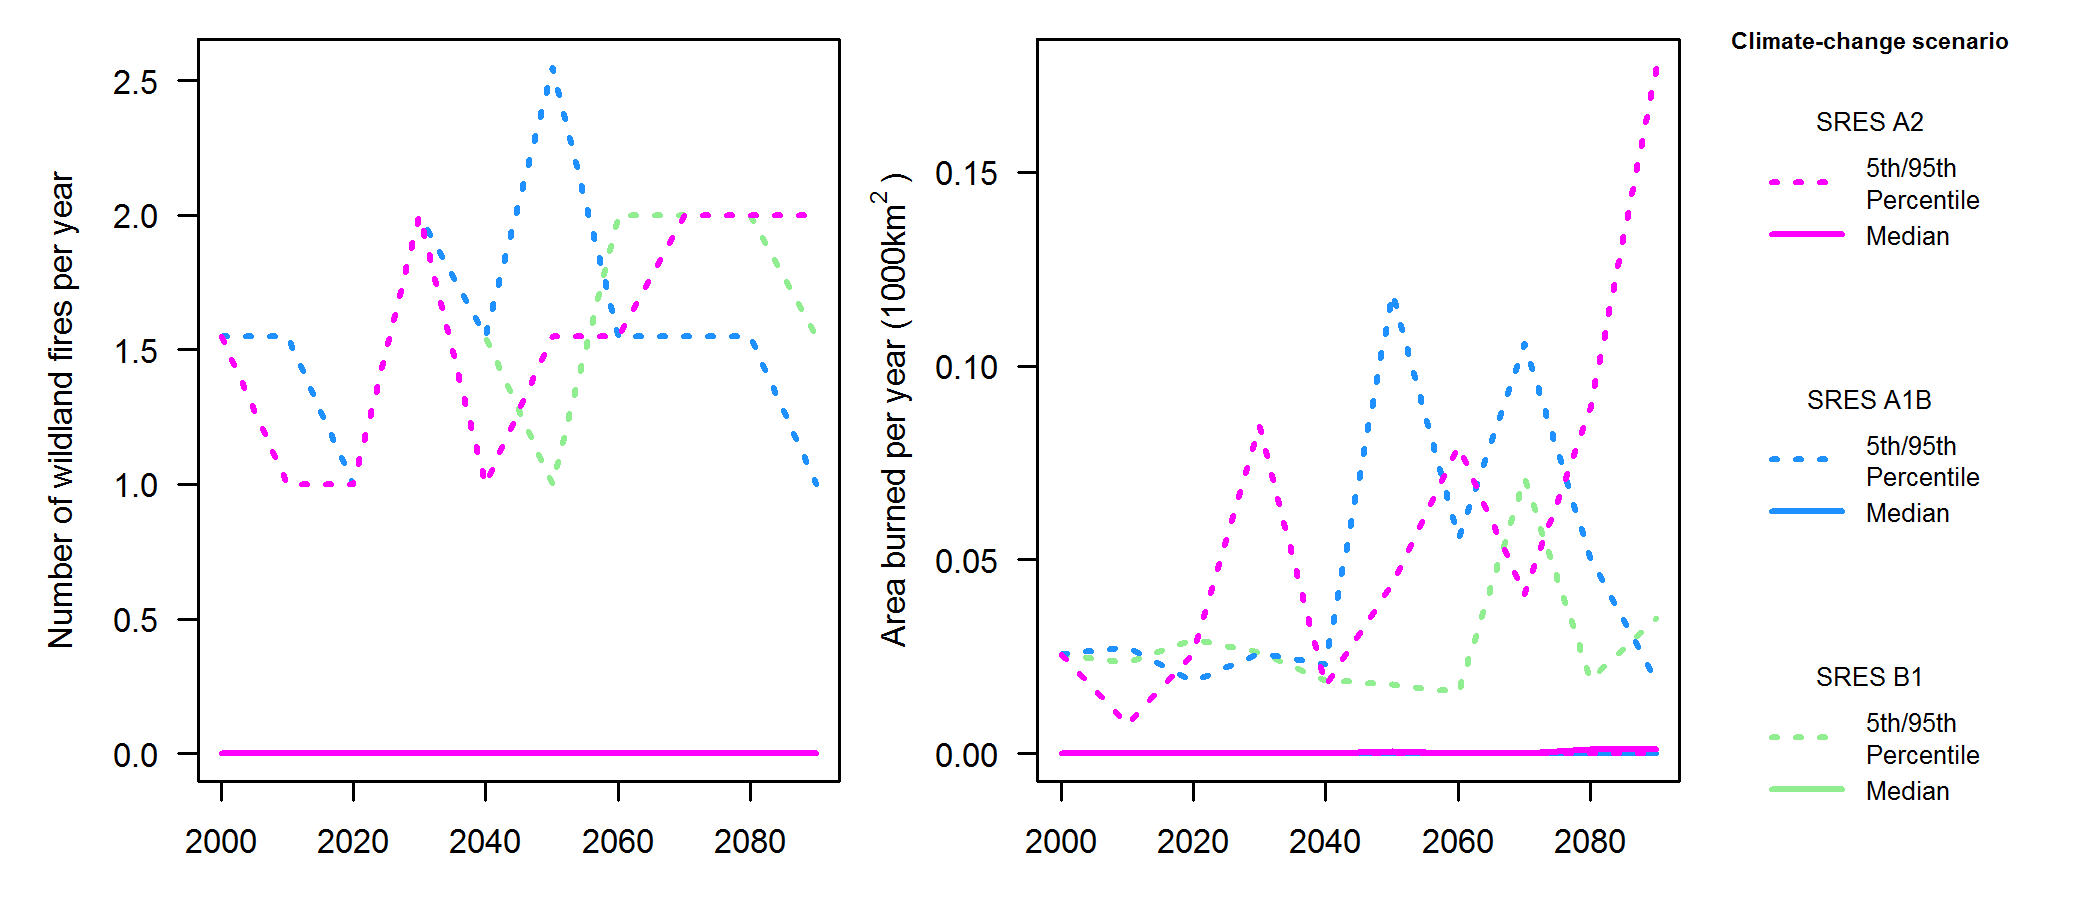 Number of wildland fires per year
2.5
2.0
1.5
1.0
0.5
0.0
2000 2020 2040 2060 2080
Area burned per year (1000km²)
0.15
0.10
0.05
0.00
2000 2020 2040 2060 2080
Climate-change scenario
SRES A2
5th/95th
Percentile
Median
SRES A1B
5th/95th
Percentile
Median
SRES B1
5th/95th
Percentile
Median